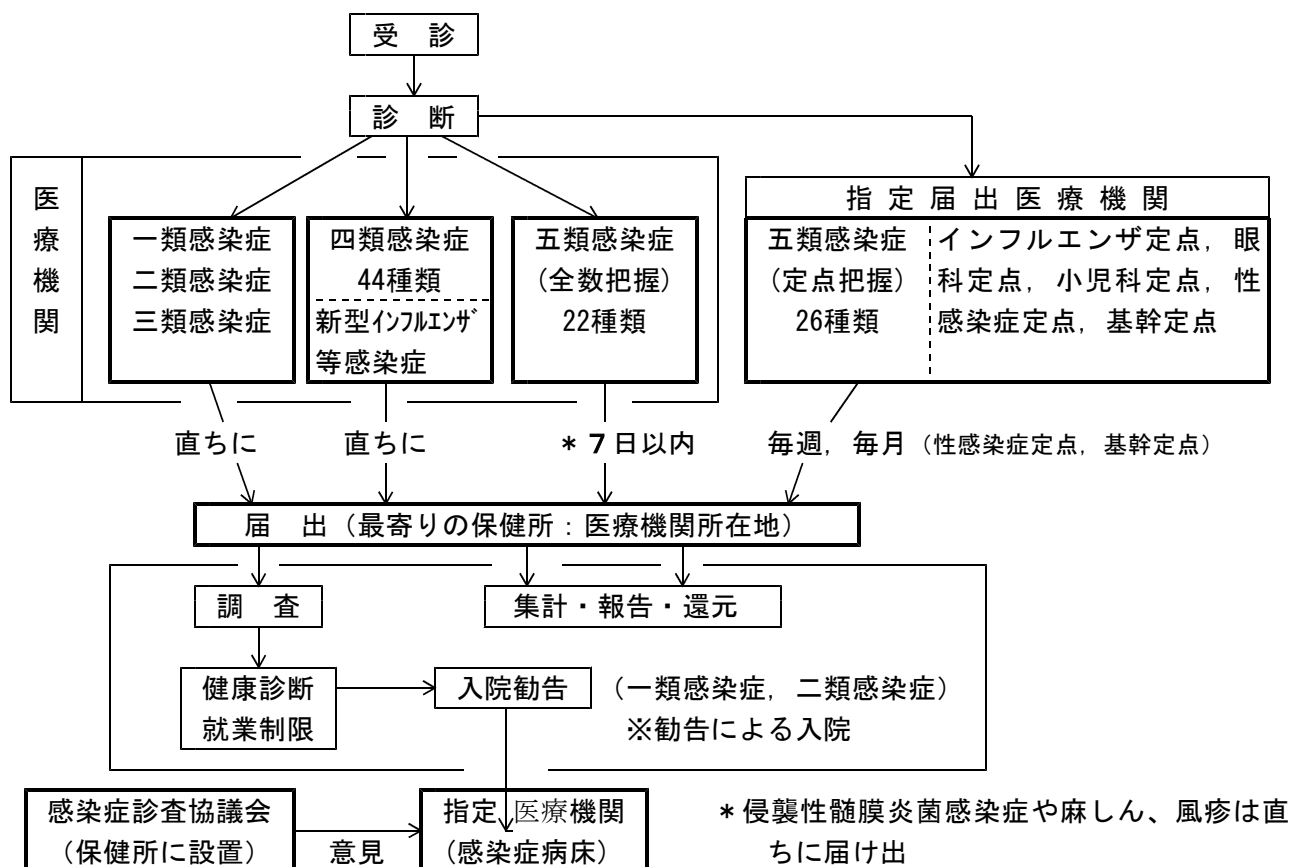 受 診
診 断
医療機関
一類感染症
二類感染症
三類感染症
四類感染症
44種類
新型インフルエンザ
等感染症
五類感染症
(全数把握)
22種類
指定届出医療機関
五類感染症
(定点把握)
26種類
インフルエンザ定点，眼
科定点，小児科定点，性
感染症定点，基幹定点
直ちに
直ちに
＊７日以内
毎週，毎月（性感染症定点，基幹定点）
届 出（最寄りの保健所：医療機関所在地）
調 査
集計・報告・還元
健康診断
就業制限
入院勧告
（一類感染症，二類感染症）
※勧告による入院
感染症診査協議会
（保健所に設置）
意見
指定 医療機関
（感染症病床）
＊侵襲性髄膜炎菌感染症や麻しん、風疹は直
ちに届け出